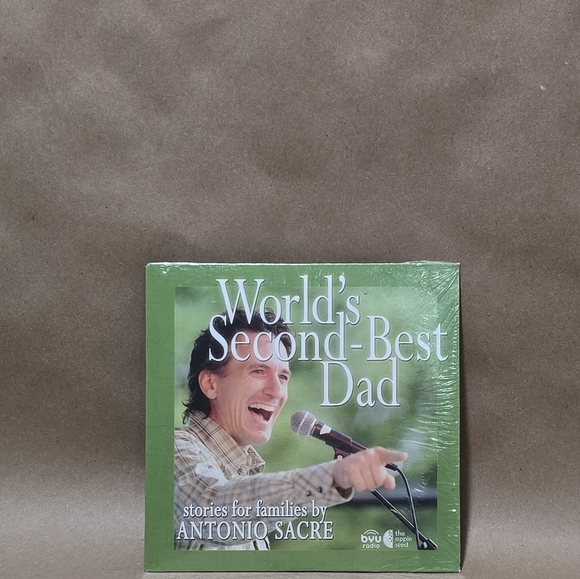 World's
Second-Best
Dad
stories for families by
ANTONIO SACRE
byu
radio
the
apple
seed